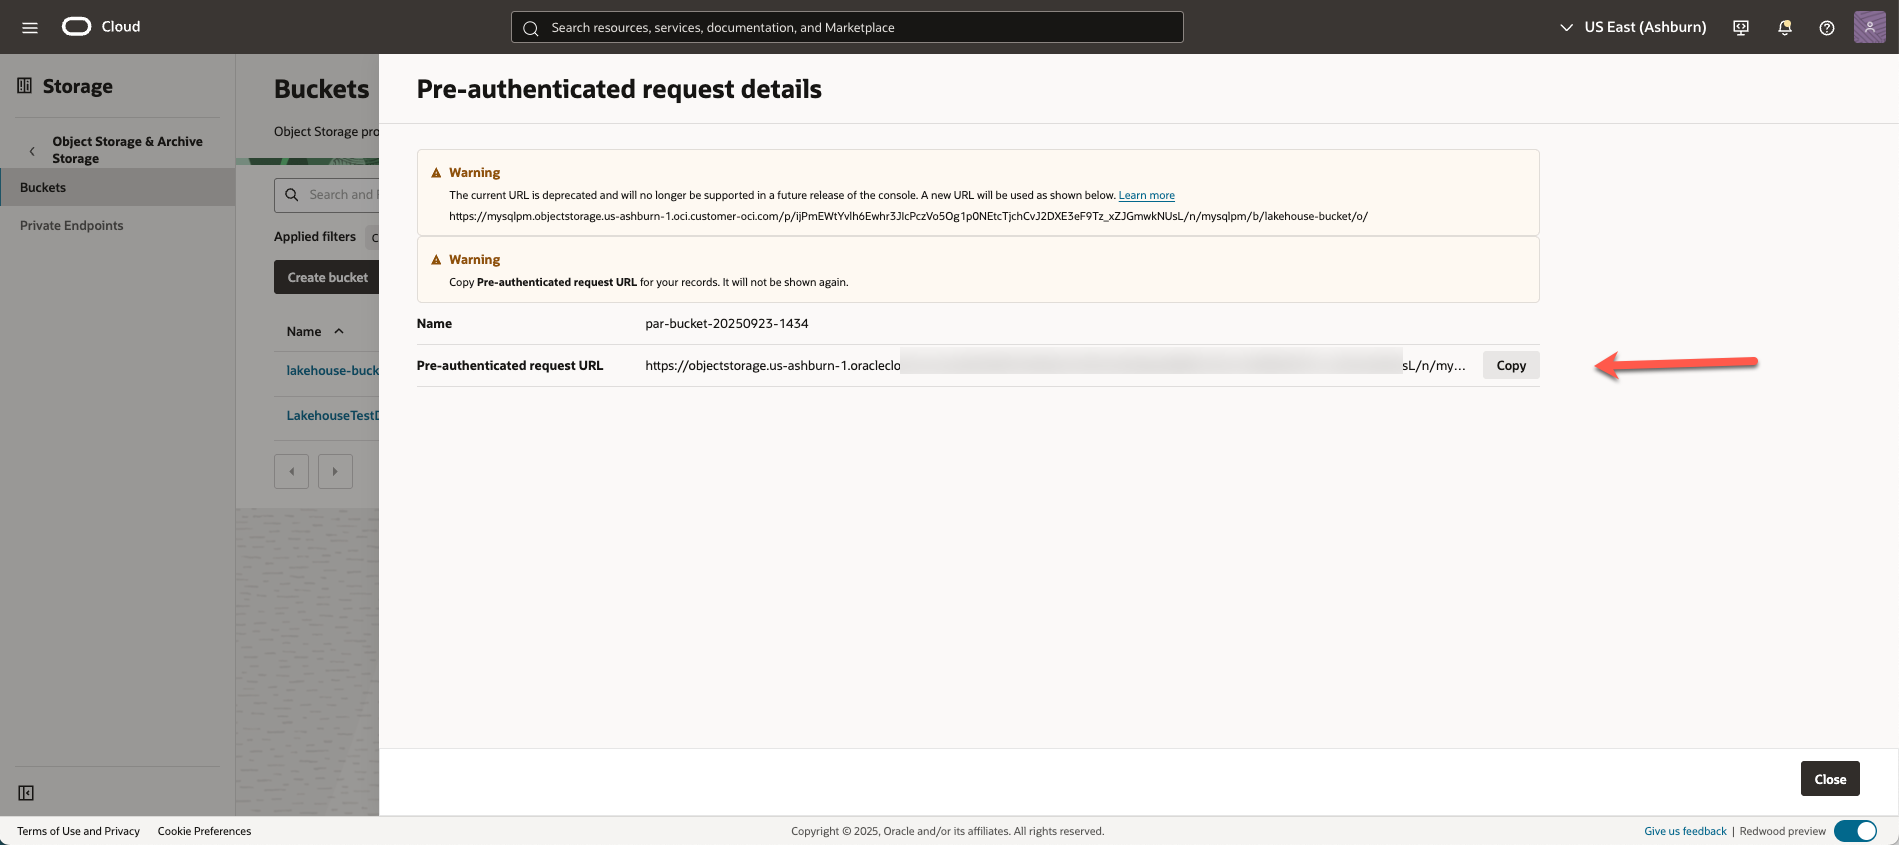 Cloud
Search resources, services, documentation, and Marketplace
US East (Ashburn)
Storage
Object Storage & Archive
Storage
Buckets
Private Endpoints
Buckets
Object Storage pro
Search and
Applied filters
Create bucket
Name
lakehouse-buck
LakehouseTest
Pre-authenticated request details
Warning
The current URL is deprecated and will no longer be supported in a future release of the console. A new URL will be used as shown below. Learn more
https://mysqlpm.objectstorage.us-ashburn-1.oci.customer-oci.com/p/
/n/mysqlpm/b/lakehouse-bucket/o/
Warning
Copy Pre-authenticated request URL for your records. It will not be shown again.
Name par-bucket-20250923-1434
Pre-authenticated request URL https://objectstorage.us-ashburn-1.oracleclo sL/n/my... Copy
Close
Terms of Use and Privacy Cookie Preferences
Copyright © 2025, Oracle and/or its affiliates. All rights reserved.
Give us feedback | Redwood preview